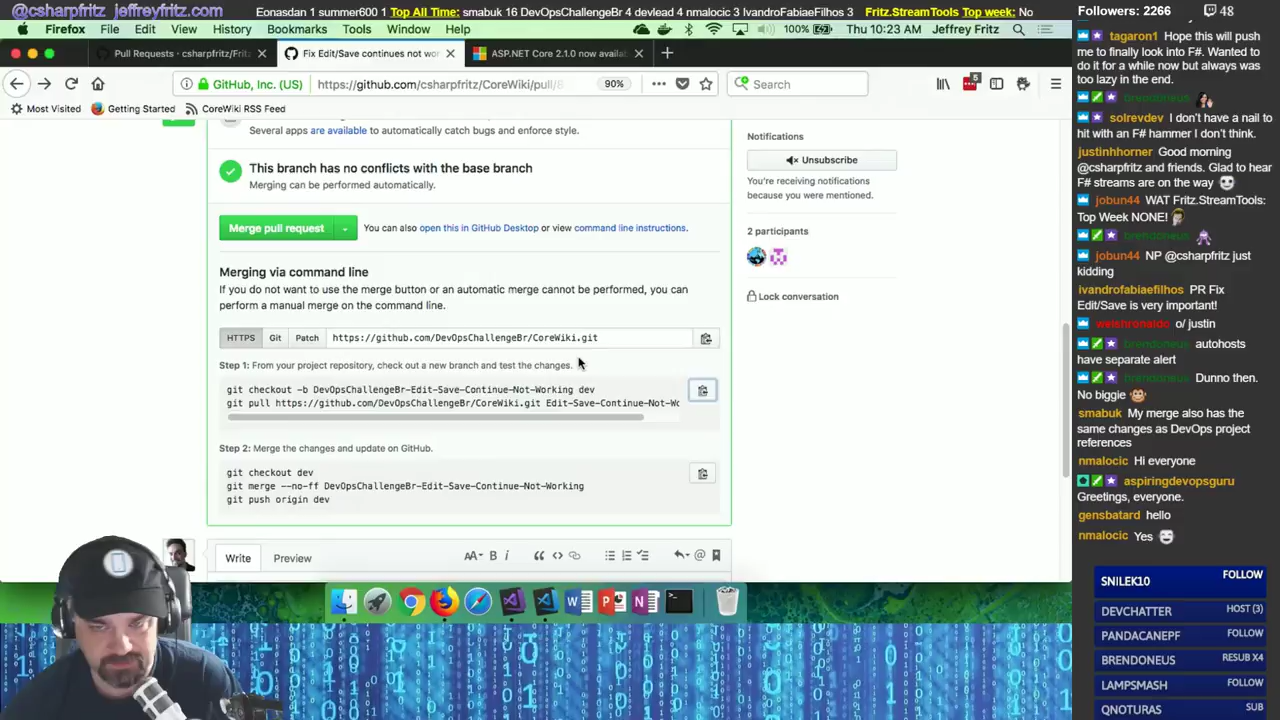 @csharpfritz jeffreyfritz.com
Eonasdan 1 sumton00 1 Top All Time: smabuk 6 DevOpsChallengeBr 4 devlead 4 nmalocic 3 IvandroFabiaeFilhos 3 Fritz.StreamTools Top week: No
Followers: 2266
48
Firefox File Edit View History Bookmarks Tools Window Help
100% Thu 10:23 AM Jeffrey Fritz
Pull Requests · csharpfritz/Fritz
Fix Edit/Save continues not wor
ASP.NET Core 2.1.0 now availabl
GitHub, Inc. (US) https://github.com/csharpfritz/CoreWiki/pull/8
90%
Search
5
Most Visited Getting Started CoreWiki RSS Feed
Several apps are available to automatically catch bugs and enforce style.
This branch has no conflicts with the base branch
Merging can be performed automatically.
Merge pull request
You can also open this in GitHub Desktop or view command line instructions.
Merging via command line
If you do not want to use the merge button or an automatic merge cannot be performed, you can
perform a manual merge on the command line.
HTTPS Git Patch https://github.com/DevOpsChallengeBr/CoreWiki.git
Step 1: From your project repository, check out a new branch and test the changes.
git checkout -b DevOpsChallengeBr-Edit-Save-Continue-Not-Working dev
git pull https://github.com/DevOpsChallengeBr/CoreWiki.git Edit-Save-Continue-Not-Wo
Step 2: Merge the changes and update on GitHub.
git checkout dev
git merge --no-ff DevOpsChallengeBr-Edit-Save-Continue-Not-Working
git push origin dev
Write Preview
AA B i
Notifications
Unsubscribe
You're receiving notifications
because you were mentioned.
2 participants
Lock conversation
tagaron1 Hope this will push
me to finally look into F#. Wanted to
do it for a while now but always was
too lazy in the end.
brendoneus
solrevdev I don't have a nail to
hit with an F# hammer I don't think.
justinhhorner Good morning
@csharpfritz and friends. Glad to hear
F# streams are on the way
jobun44 WAT Fritz.StreamTools:
Top Week NONE!
brendoneus
jobun44 NP @csharpfritz just
kidding
ivandrofabiaefilhos PR Fix
Edit/Save is very important!
welshronaldo o/ justin
brendoneus autohosts
have separate alert
brendoneus Dunno then.
No biggie
smabuk My merge also has the
same changes as DevOps project
references
nmalocic Hi everyone
aspiringdevopsguru
Greetings, everyone.
gensbatard hello
nmalocic Yes
SNILEK10 FOLLOW
DEVCHATTER HOST (3)
PANDACANEPF FOLLOW
BRENDONEUS RESUB X4
LAMPSMASH FOLLOW
QNOTURAS SUB